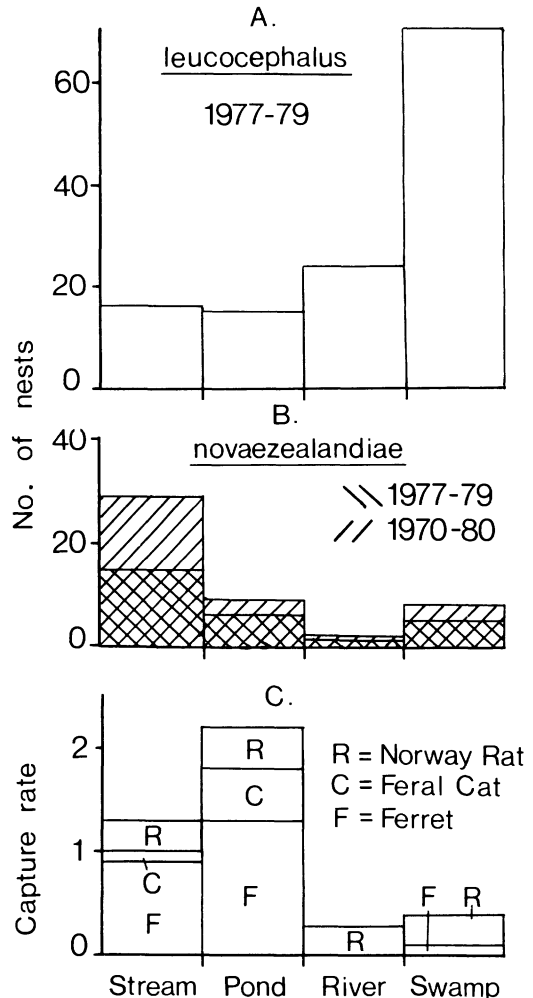 A.
leucocephalus
1977-79
60
40
20
0
No. of nests
B.
novaezealandiae
40
1977-79
1970-80
20
0
C.
2
R
C
F
R = Norway Rat
C = Feral Cat
F = Ferret
Capture rate
1
R
C
F
F R
R
0
Stream Pond River Swamp